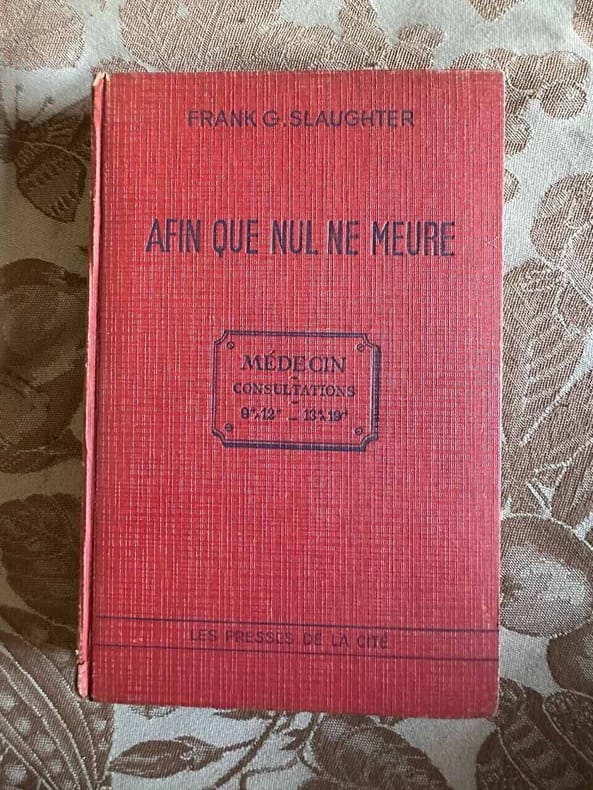 FRANK G. SLAUGHTER
AFIN QUE NUL NE MEURE
MÉDECIN
CONSULTATIONS
9H À 12H – 13H À 19H
LES PRESSES DE LA CITÉ